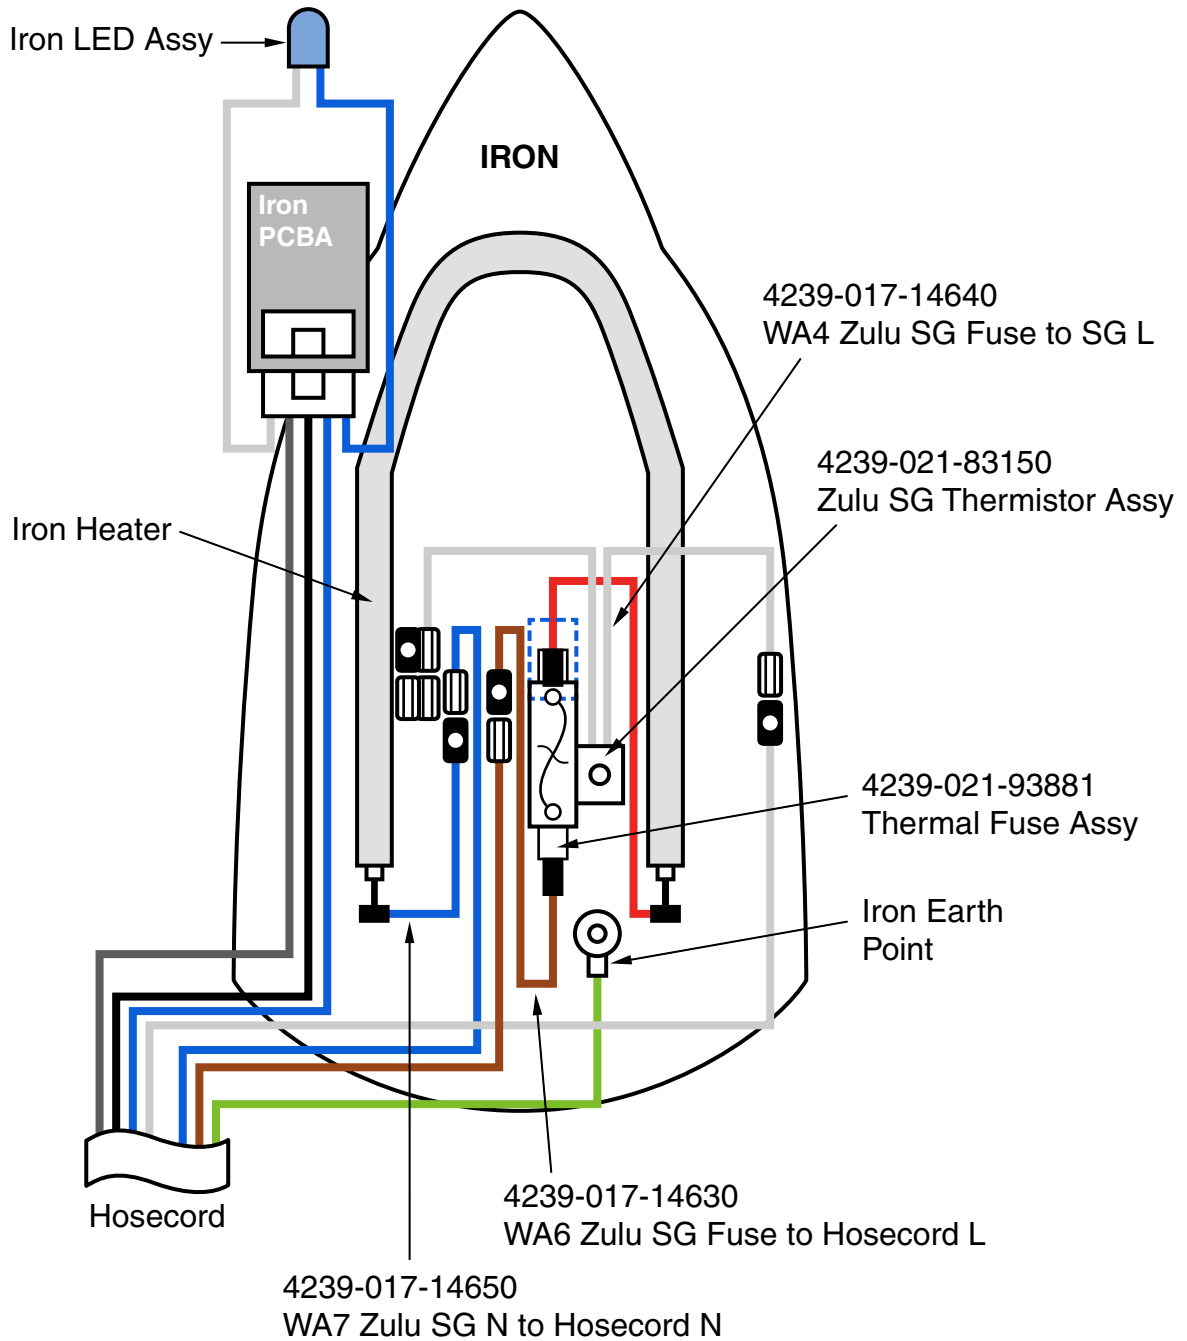 Iron LED Assy
IRON
Iron
PCBA
4239-017-14640
WA4 Zulu SG Fuse to SG L
4239-021-83150
Zulu SG Thermistor Assy
Iron Heater
4239-021-93881
Thermal Fuse Assy
Iron Earth
Point
4239-017-14630
WA6 Zulu SG Fuse to Hosecord L
Hosecord
4239-017-14650
WA7 Zulu SG N to Hosecord N